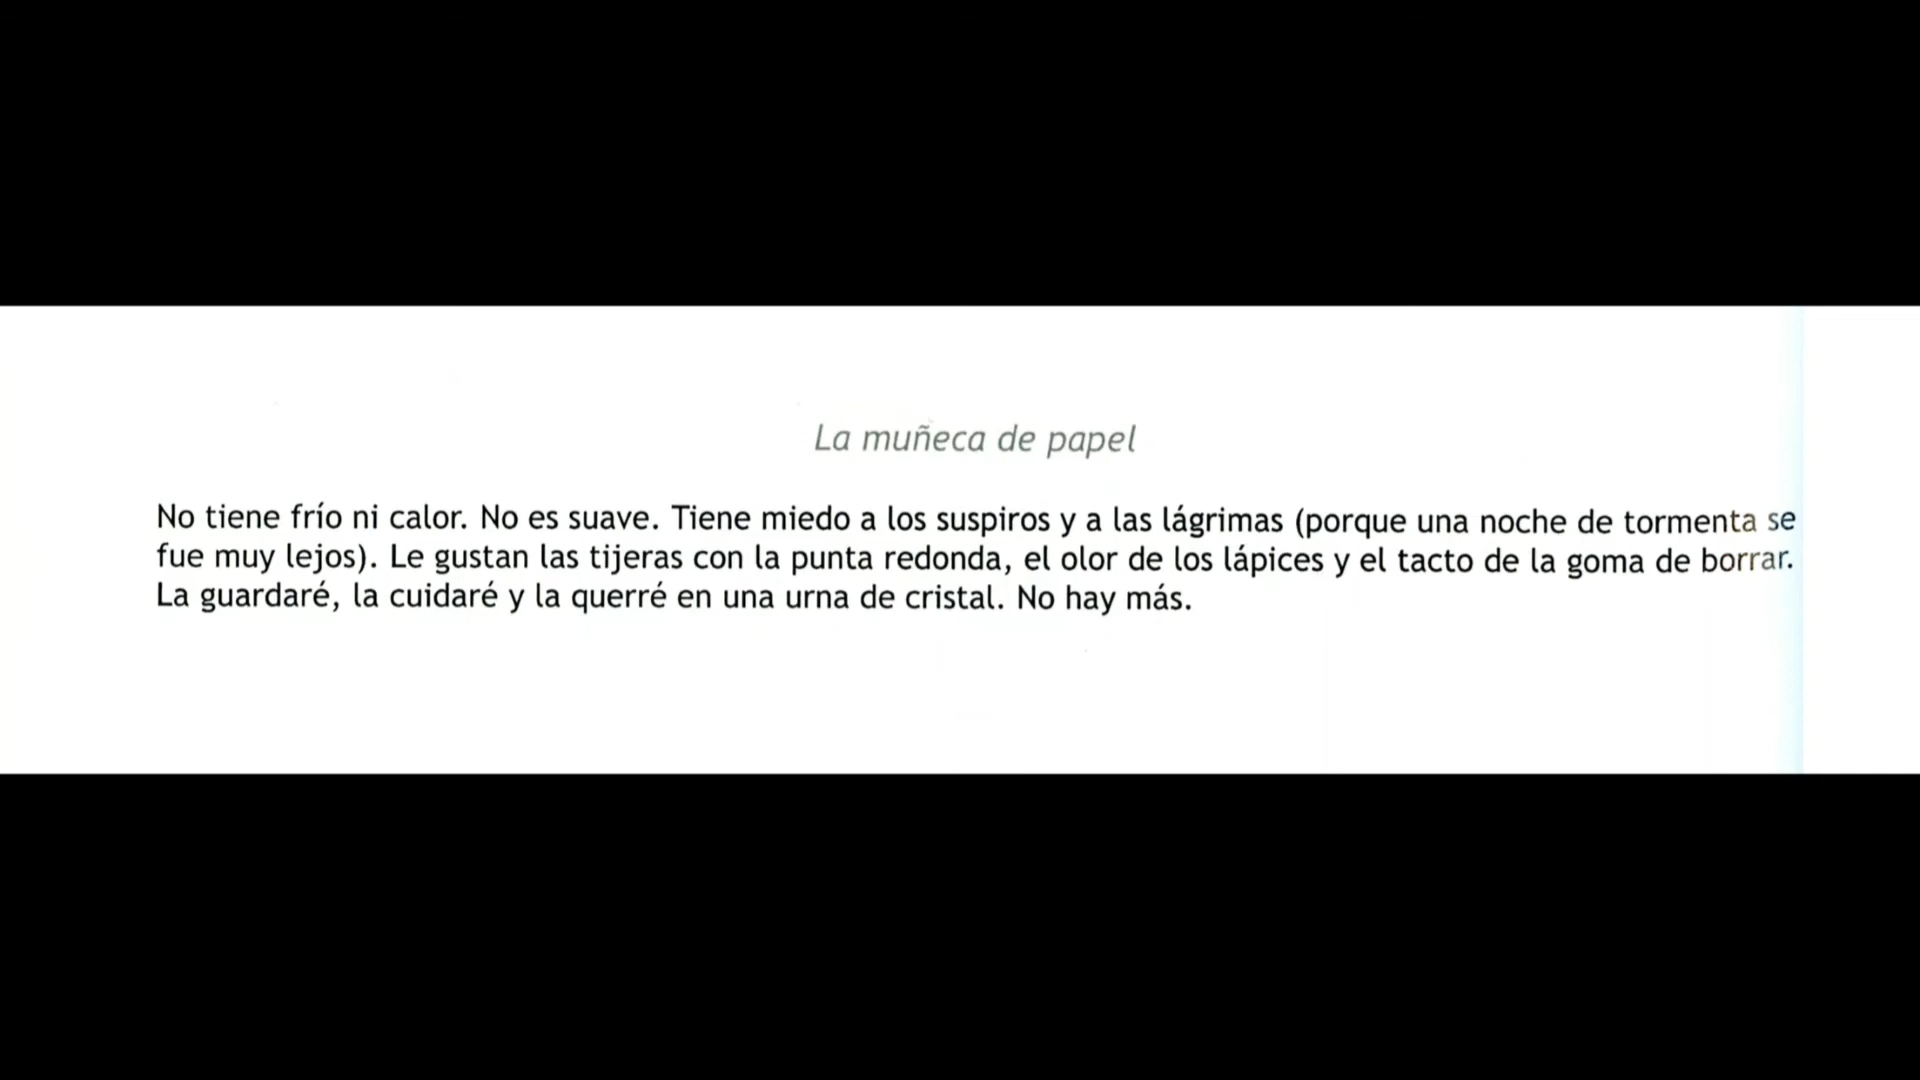 La muñeca de papel
No tiene frío ni calor. No es suave. Tiene miedo a los suspiros y a las lágrimas (porque una noche de tormenta se
fue muy lejos). Le gustan las tijeras con la punta redonda, el olor de los lápices y el tacto de la goma de borrar.
La guardaré, la cuidaré y la querré en una urna de cristal. No hay más.